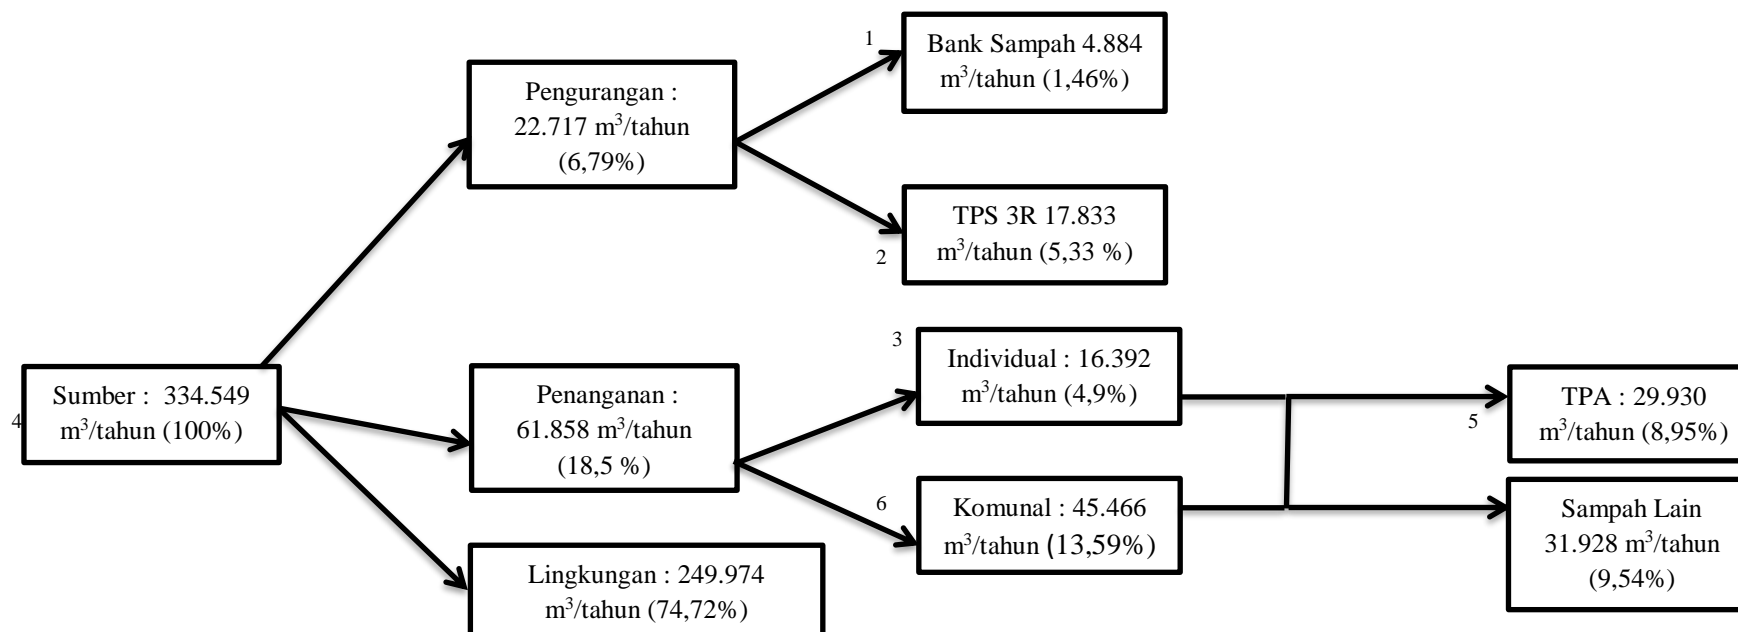 1
Bank Sampah 4.884
m³/tahun (1,46%)
Pengurangan :
22.717 m³/tahun
(6,79%)
TPS 3R 17.833
m³/tahun (5,33 %)
2
3
Individual : 16.392
m³/tahun (4,9%)
4
Sumber :  334.549
m³/tahun (100%)
Penanganan :
61.858 m³/tahun
(18,5 %)
5
TPA : 29.930
m³/tahun (8,95%)
6
Komunal : 45.466
m³/tahun (13,59%)
Sampah Lain
31.928 m³/tahun
(9,54%)
Lingkungan : 249.974
m³/tahun (74,72%)